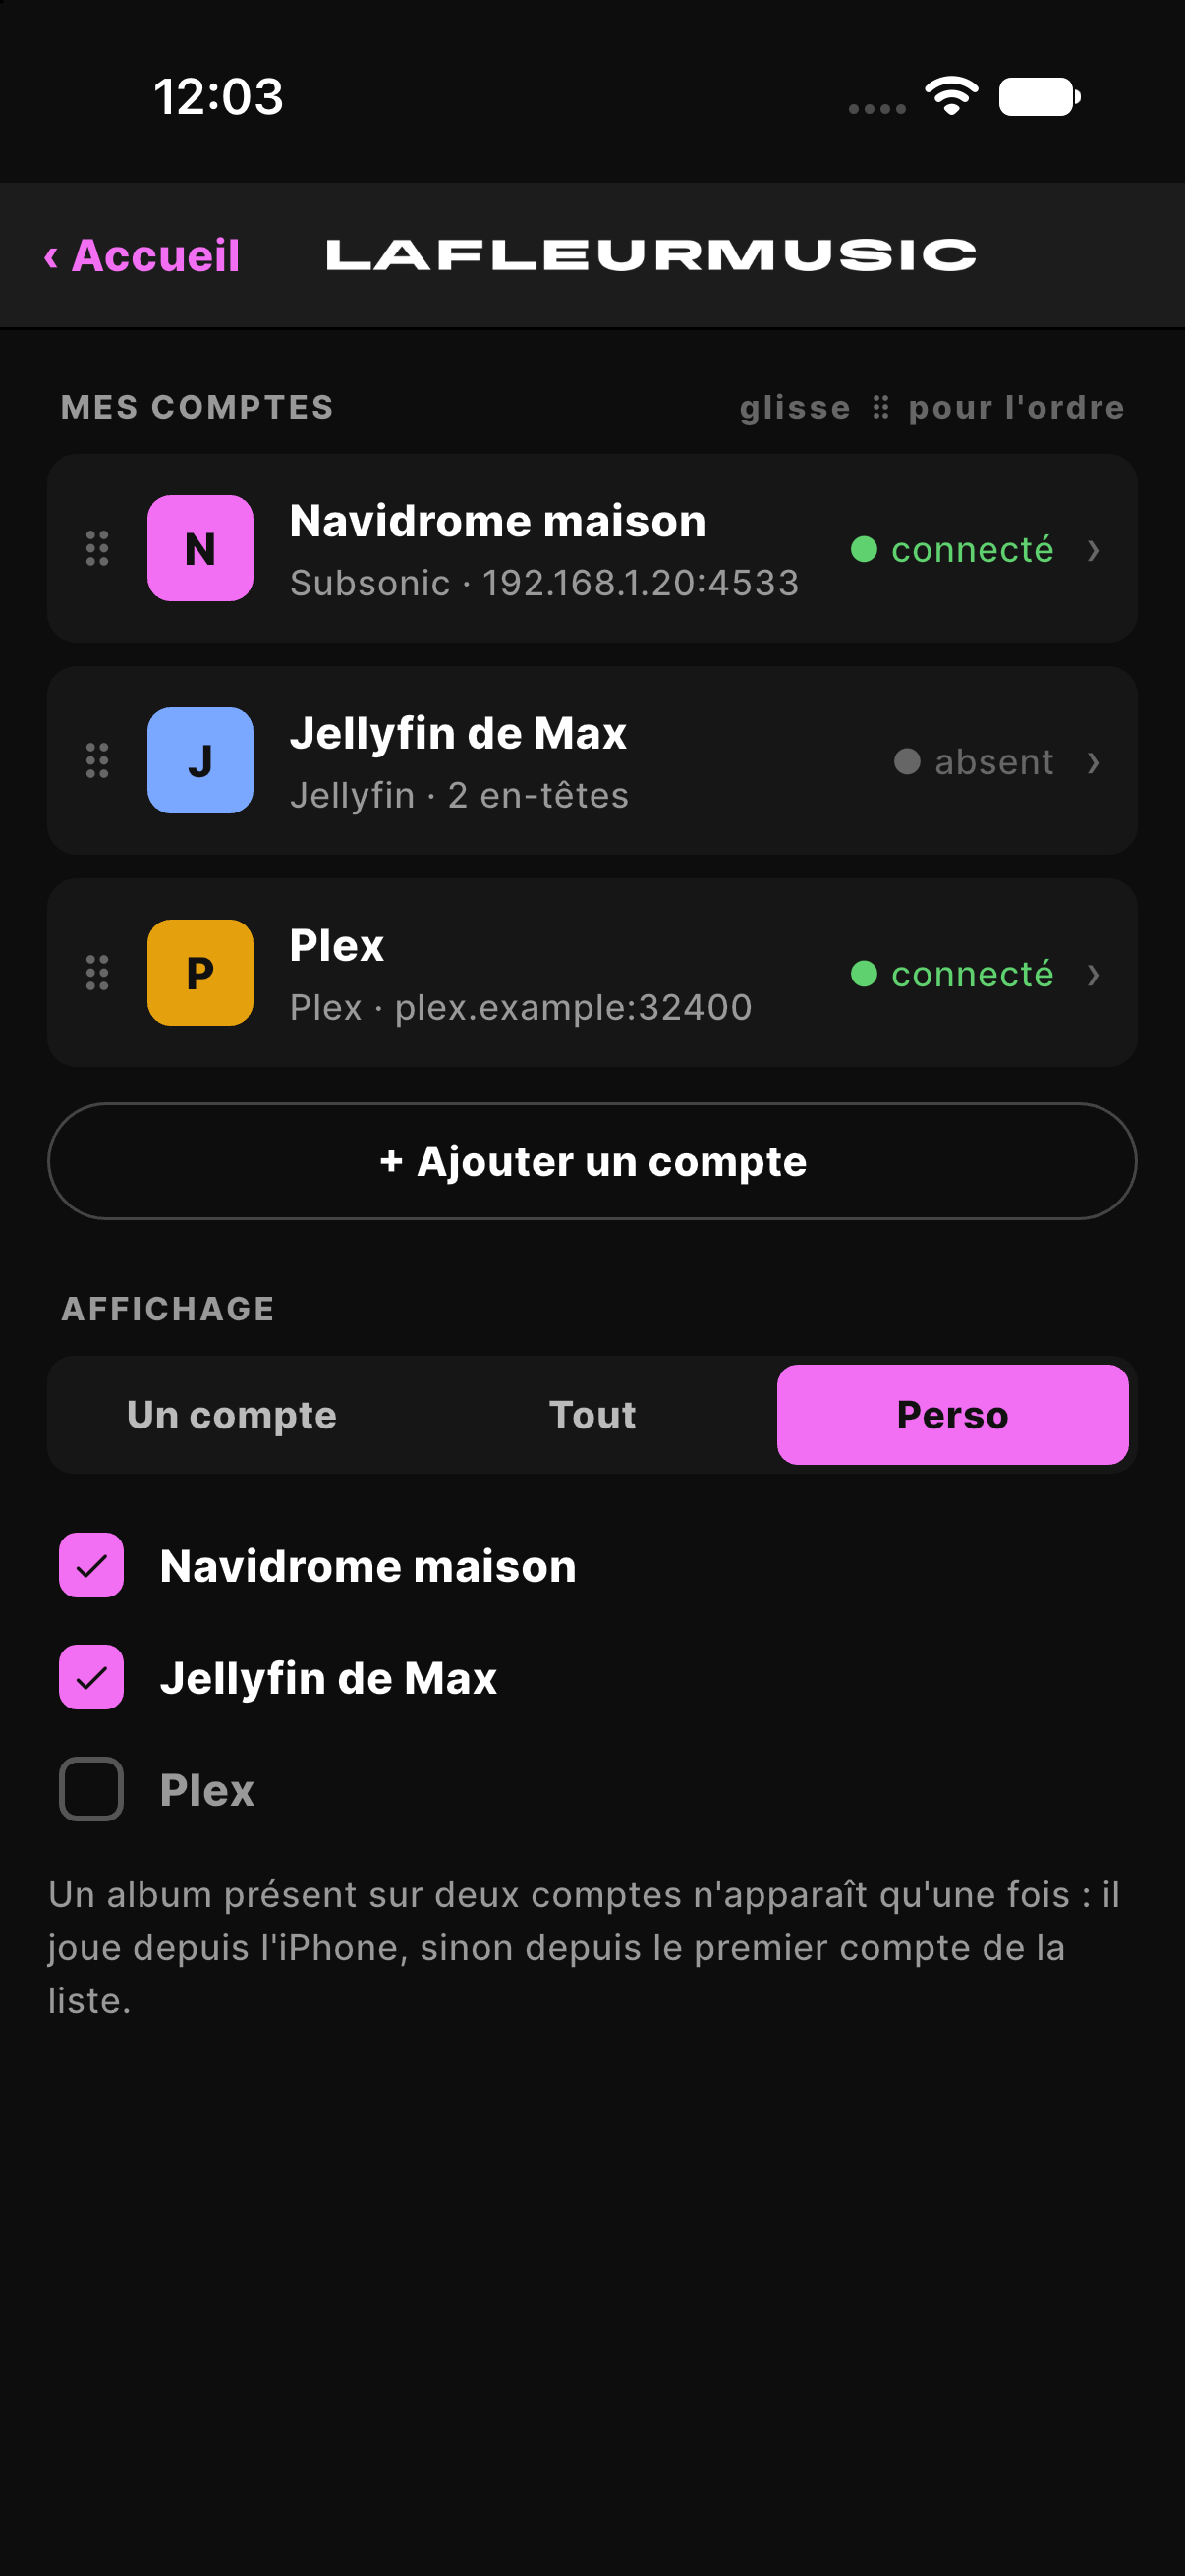 12:03
‹ Accueil LAFLEURMUSIC
MES COMPTES glisse ⠿ pour l'ordre
N Navidrome maison
Subsonic · 192.168.1.20:4533
connecté ›
J Jellyfin de Max
Jellyfin · 2 en-têtes
absent ›
P Plex
Plex · plex.example:32400
connecté ›
+ Ajouter un compte
AFFICHAGE
Un compte Tout Perso
Navidrome maison
Jellyfin de Max
Plex
Un album présent sur deux comptes n'apparaît qu'une fois : il
joue depuis l'iPhone, sinon depuis le premier compte de la
liste.